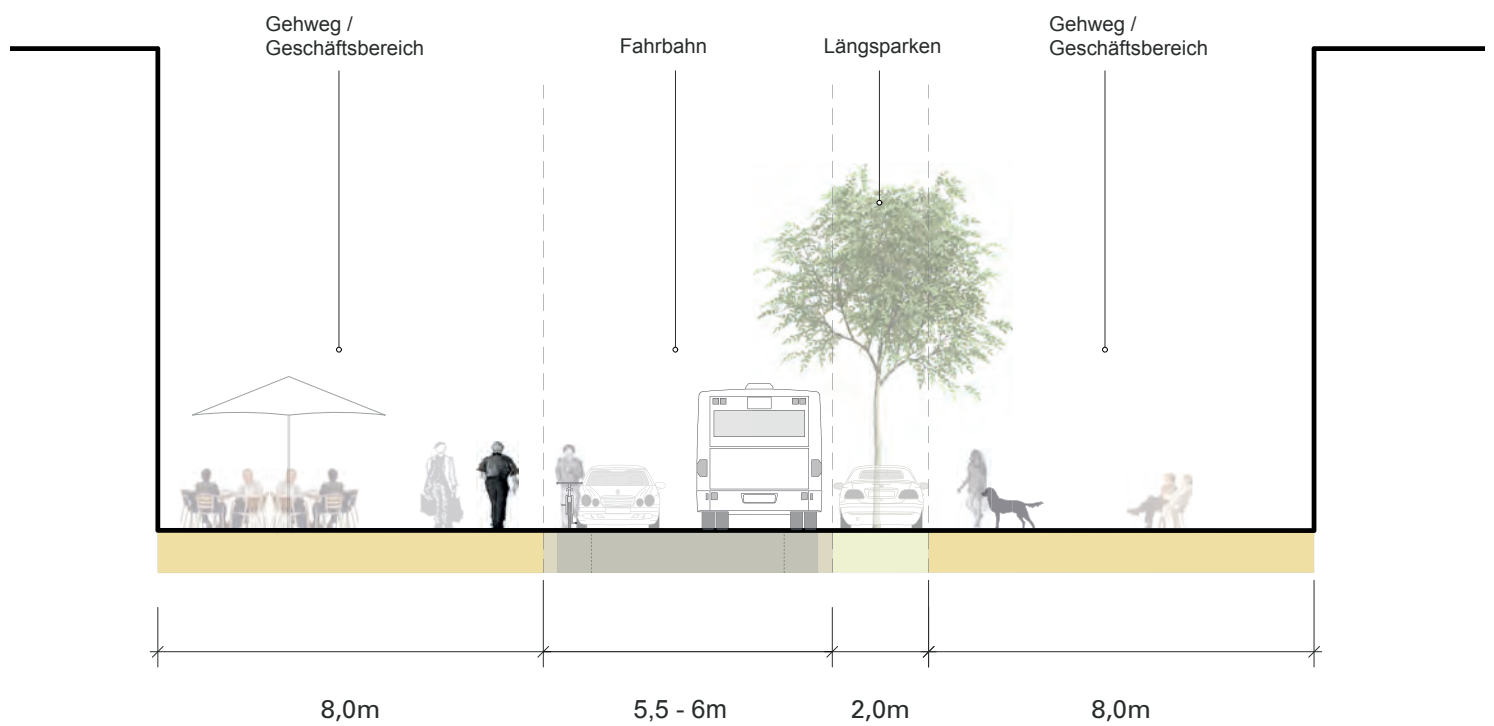 Gehweg /
Geschäftsbereich
Fahrbahn
Längsparken
Gehweg /
Geschäftsbereich
8,0m
5,5 - 6m
2,0m
8,0m